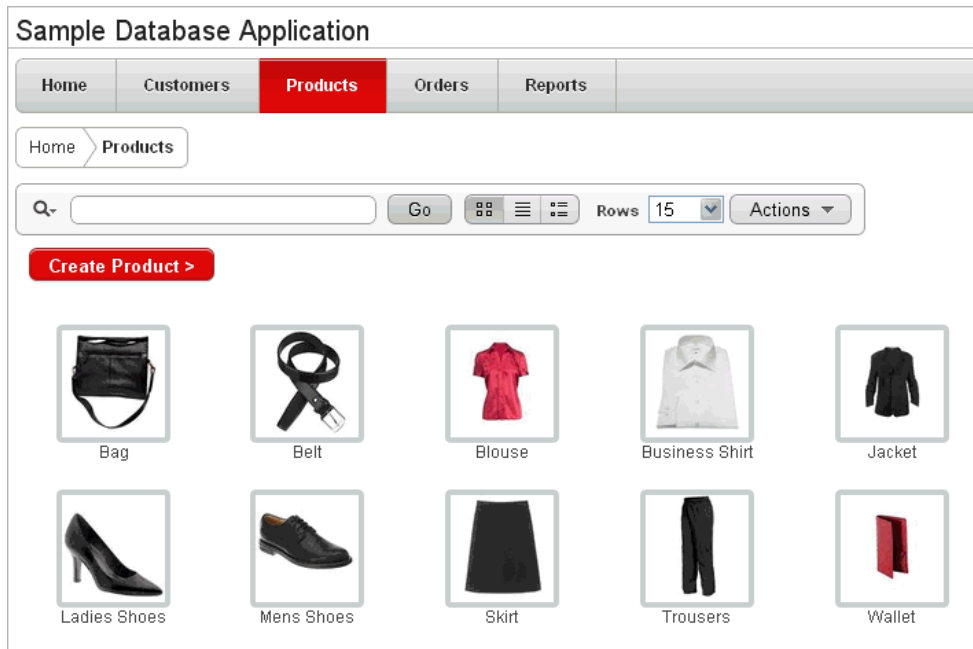 Sample Database Application
Home Customers Products Orders Reports
Home Products
Go Rows 15 Actions
Create Product >
Bag Belt Blouse Business Shirt Jacket
Ladies Shoes Mens Shoes Skirt Trousers Wallet